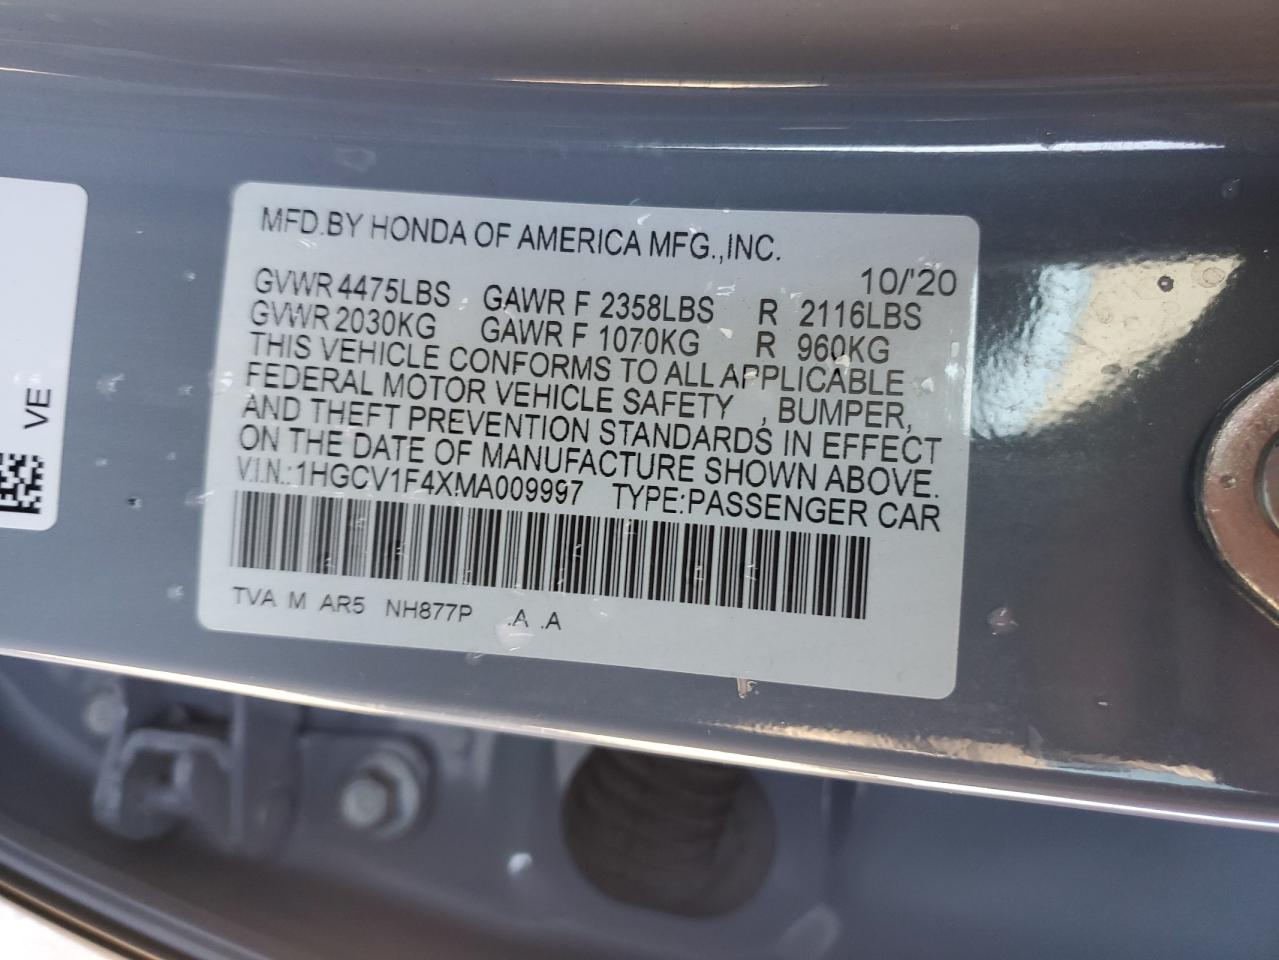 MFD.BY HONDA OF AMERICA MFG.,INC.
10/'20
GVWR 4475LBS GAWR F 2358LBS R 2116LBS
GVWR 2030KG GAWR F 1070KG R 960KG
THIS VEHICLE CONFORMS TO ALL APPLICABLE
FEDERAL MOTOR VEHICLE SAFETY , BUMPER,
AND THEFT PREVENTION STANDARDS IN EFFECT
ON THE DATE OF MANUFACTURE SHOWN ABOVE.
V.I.N.:1HGCV1F4XMA009997 TYPE:PASSENGER CAR
TVA M AR5 NH877P .A .A
VE